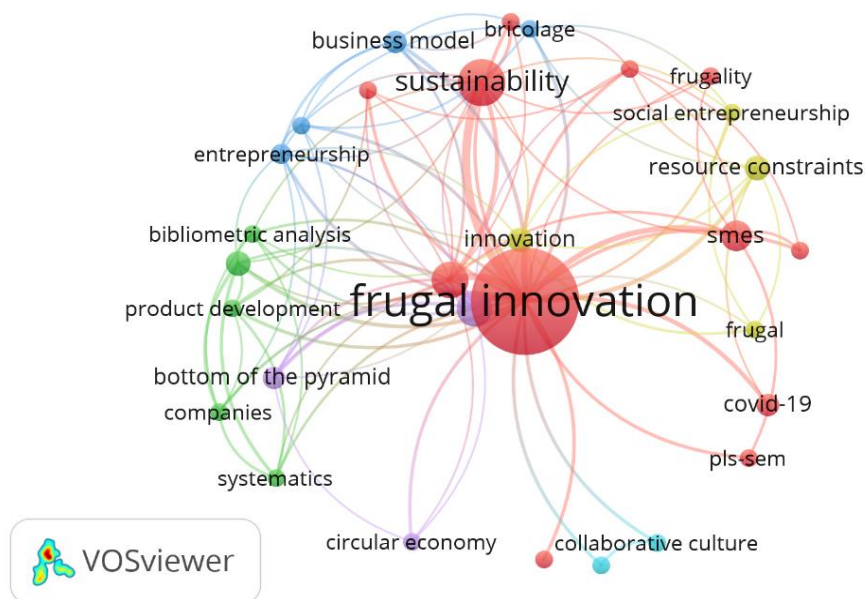 bricolage
business model
sustainability
frugality
social entrepreneurship
entrepreneurship
resource constraints
bibliometric analysis
innovation
smes
frugal innovation
product development
frugal
bottom of the pyramid
companies
covid-19
pls-sem
systematics
circular economy
collaborative culture
VOSviewer